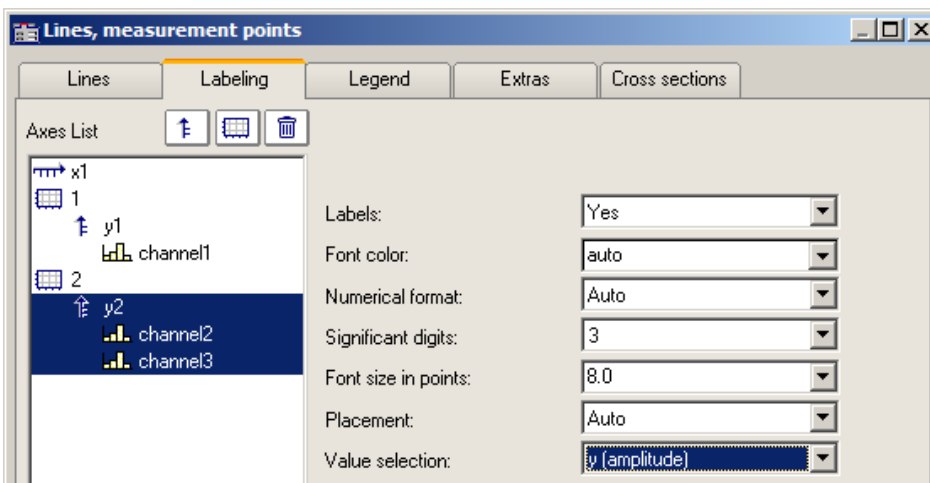 Lines, measurement points
Lines
Labeling
Legend
Extras
Cross sections
Axes List
x1
1
y1
channel1
2
y2
channel2
channel3
Labels: Yes
Font color: auto
Numerical format: Auto
Significant digits: 3
Font size in points: 8.0
Placement: Auto
Value selection: y (amplitude)